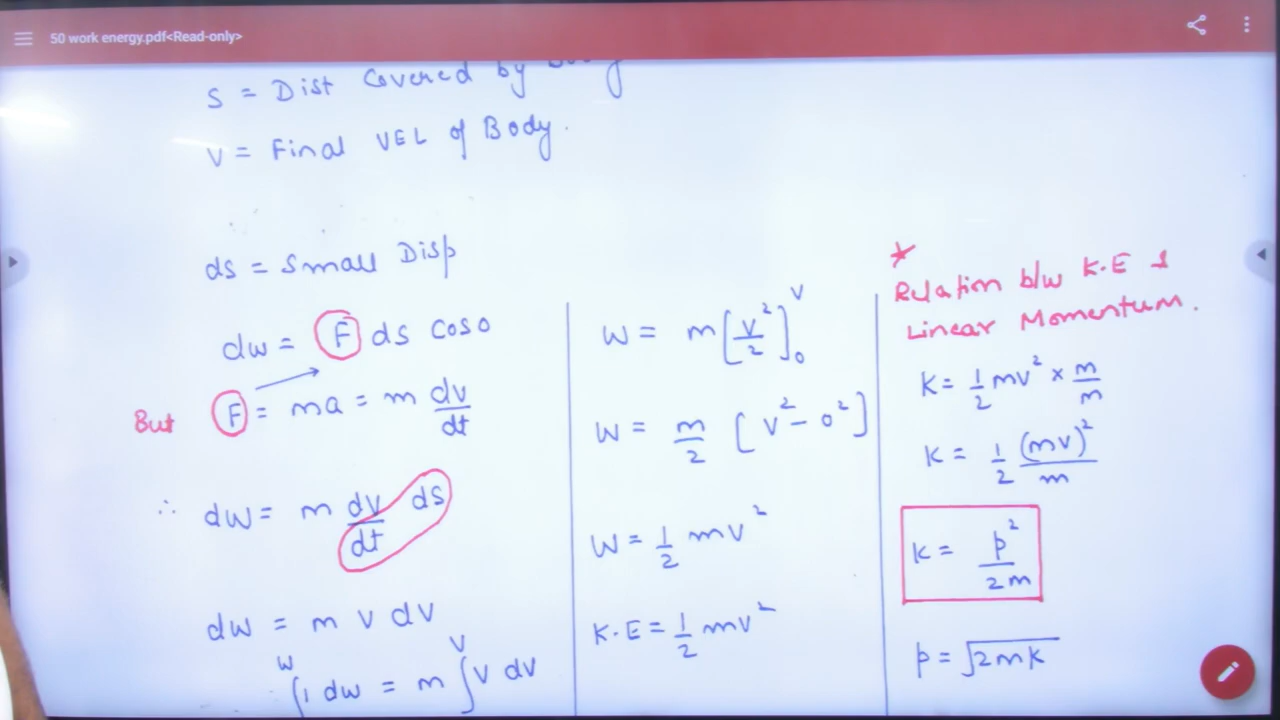 50 work energy.pdf<Read-only>
S = Dist Covered by
V = Final VEL of Body.
ds = Small Disp
dw = F ds cos0
But F = ma = m dv/dt
∴ dw = m dv/dt ds
dw = m v dv
∫^W 1 dw = m ∫^V v dv
W = m[v²/2]₀^V
W = m/2 [v² - 0²]
W = 1/2 mv²
K.E = 1/2 mv²
*
Relation b/w K.E &
Linear Momentum.
K = 1/2 mv² × m/m
K = 1/2 (mv)²/m
K = p²/2m
p = √2mK